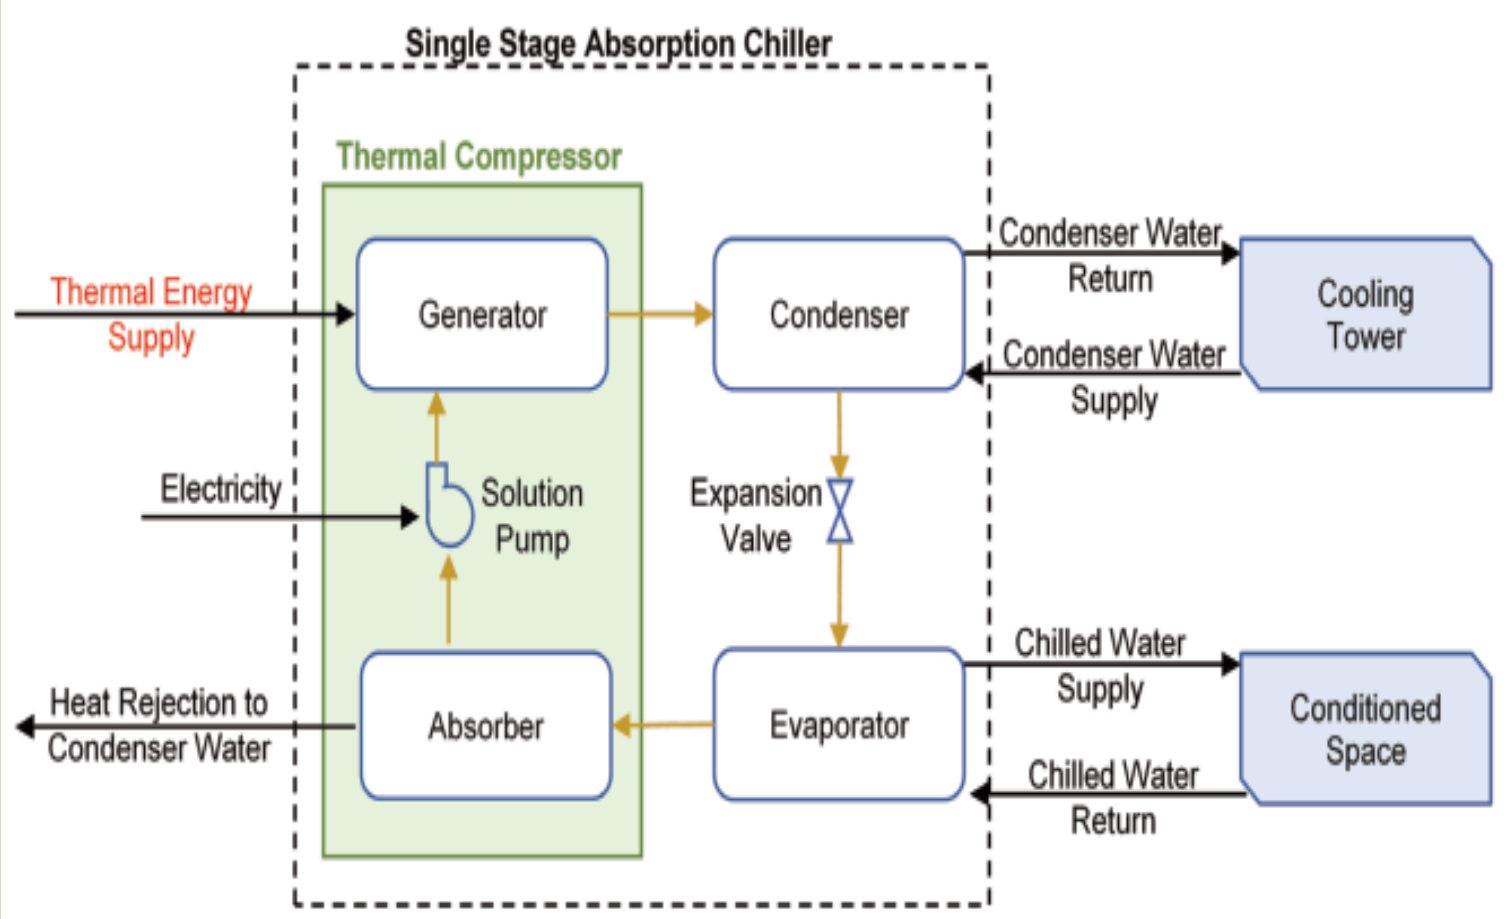 Single Stage Absorption Chiller
Thermal Compressor
Thermal Energy
Supply
Generator
Condenser
Condenser Water
Return
Cooling
Tower
Condenser Water
Supply
Electricity
Solution
Pump
Expansion
Valve
Heat Rejection to
Condenser Water
Absorber
Evaporator
Chilled Water
Supply
Conditioned
Space
Chilled Water
Return